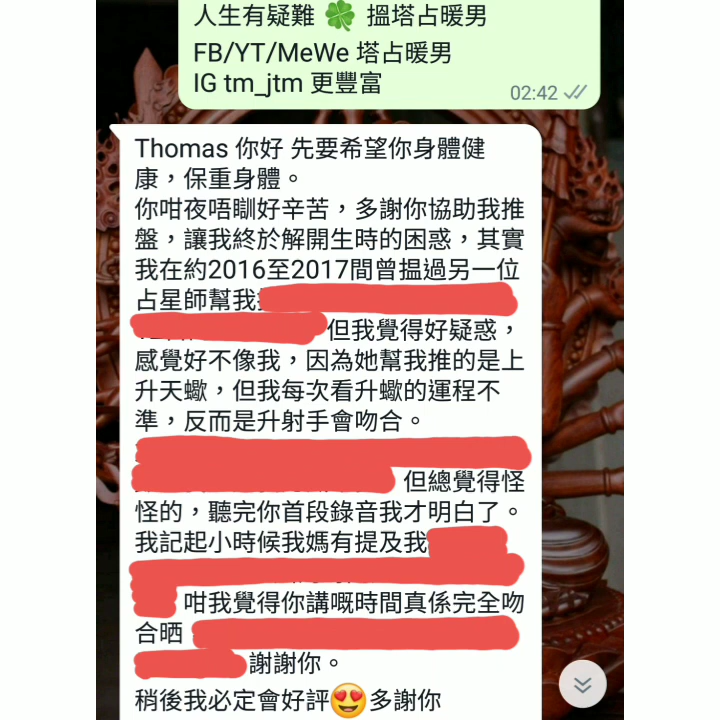 人生有疑難 🍀 搵塔占暖男
FB/YT/MeWe 塔占暖男
IG tm_jtm 更豐富
02:42
Thomas 你好 先要希望你身體健
康，保重身體。
你咁夜唔瞓好辛苦，多謝你協助我推
盤，讓我終於解開生時的困惑，其實
我在約2016至2017間曾揾過另一位
占星師幫我
但我覺得好疑惑，
感覺好不像我，因為她幫我推的是上
升天蠍，但我每次看升蠍的運程不
準，反而是升射手會吻合。
但總覺得怪
怪的，聽完你首段錄音我才明白了。
我記起小時候我媽有提及我
咁我覺得你講嘅時間真係完全吻
合晒
謝謝你。
稍後我必定會好評😍多謝你